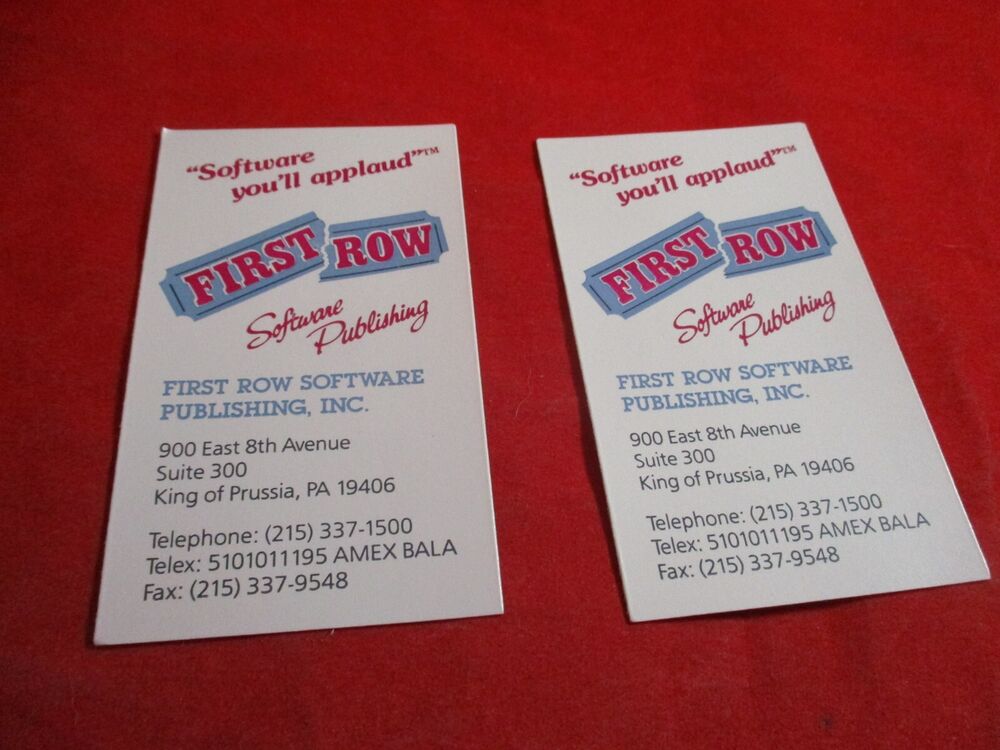 “Software
you'll applaud”™
FIRST ROW
Software
Publishing
FIRST ROW SOFTWARE
PUBLISHING, INC.
900 East 8th Avenue
Suite 300
King of Prussia, PA 19406
Telephone: (215) 337-1500
Telex: 5101011195 AMEX BALA
Fax: (215) 337-9548
“Software
you'll applaud”™
FIRST ROW
Software
Publishing
FIRST ROW SOFTWARE
PUBLISHING, INC.
900 East 8th Avenue
Suite 300
King of Prussia, PA 19406
Telephone: (215) 337-1500
Telex: 5101011195 AMEX BALA
Fax: (215) 337-9548